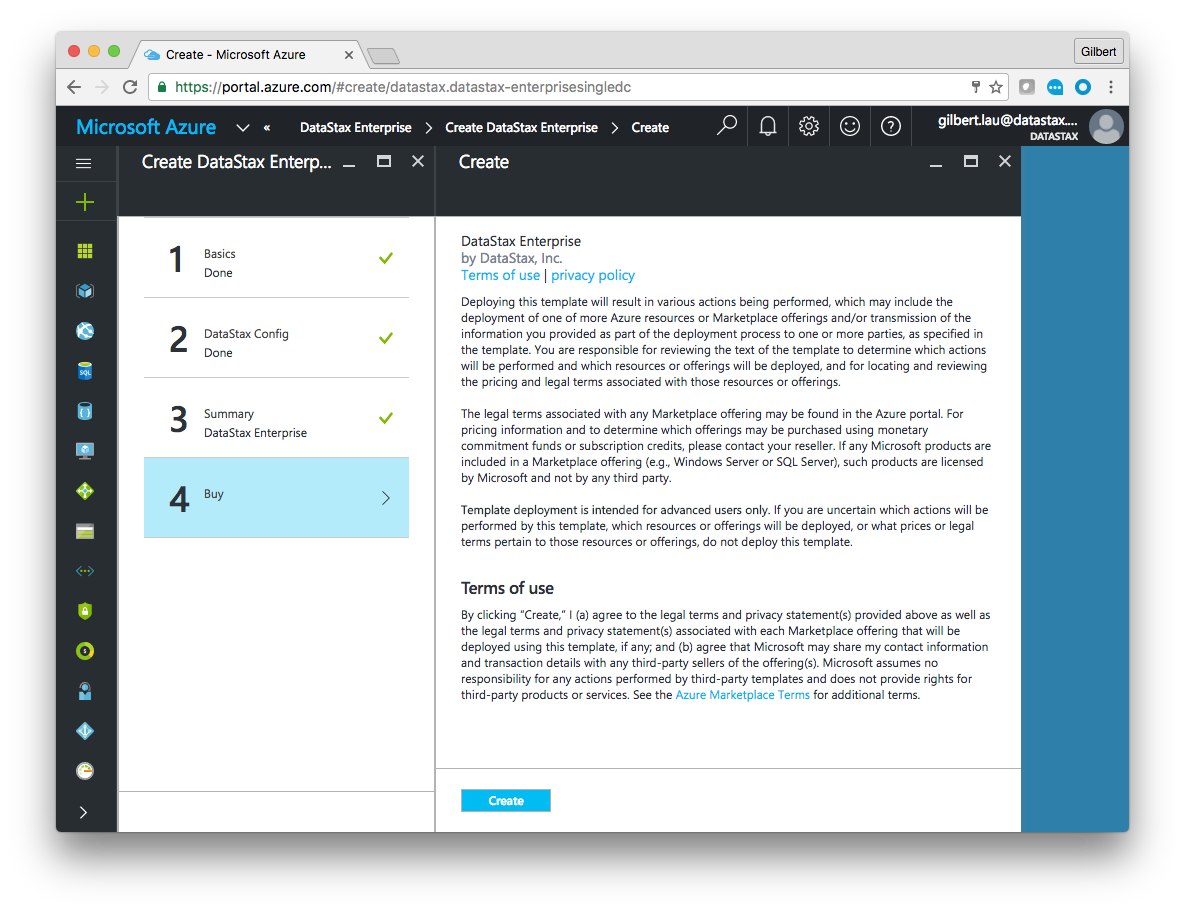 Create - Microsoft Azure
Gilbert
https://portal.azure.com/#create/datastax.datastax-enterprisesingledc
Microsoft Azure
«
DataStax Enterprise > Create DataStax Enterprise > Create
gilbert.lau@datastax....
DATASTAX
Create DataStax Enterp...
1
Basics
Done
2
DataStax Config
Done
3
Summary
DataStax Enterprise
4
Buy
SQL
Create
DataStax Enterprise
by DataStax, Inc.
Terms of use | privacy policy
Deploying this template will result in various actions being performed, which may include the
deployment of one of more Azure resources or Marketplace offerings and/or transmission of the
information you provided as part of the deployment process to one or more parties, as specified in
the template. You are responsible for reviewing the text of the template to determine which actions
will be performed and which resources or offerings will be deployed, and for locating and reviewing
the pricing and legal terms associated with those resources or offerings.
The legal terms associated with any Marketplace offering may be found in the Azure portal. For
pricing information and to determine which offerings may be purchased using monetary
commitment funds or subscription credits, please contact your reseller. If any Microsoft products are
included in a Marketplace offering (e.g., Windows Server or SQL Server), such products are licensed
by Microsoft and not by any third party.
Template deployment is intended for advanced users only. If you are uncertain which actions will be
performed by this template, which resources or offerings will be deployed, or what prices or legal
terms pertain to those resources or offerings, do not deploy this template.
Terms of use
By clicking “Create,” I (a) agree to the legal terms and privacy statement(s) provided above as well as
the legal terms and privacy statement(s) associated with each Marketplace offering that will be
deployed using this template, if any; and (b) agree that Microsoft may share my contact information
and transaction details with any third-party sellers of the offering(s). Microsoft assumes no
responsibility for any actions performed by third-party templates and does not provide rights for
third-party products or services. See the Azure Marketplace Terms for additional terms.
Create